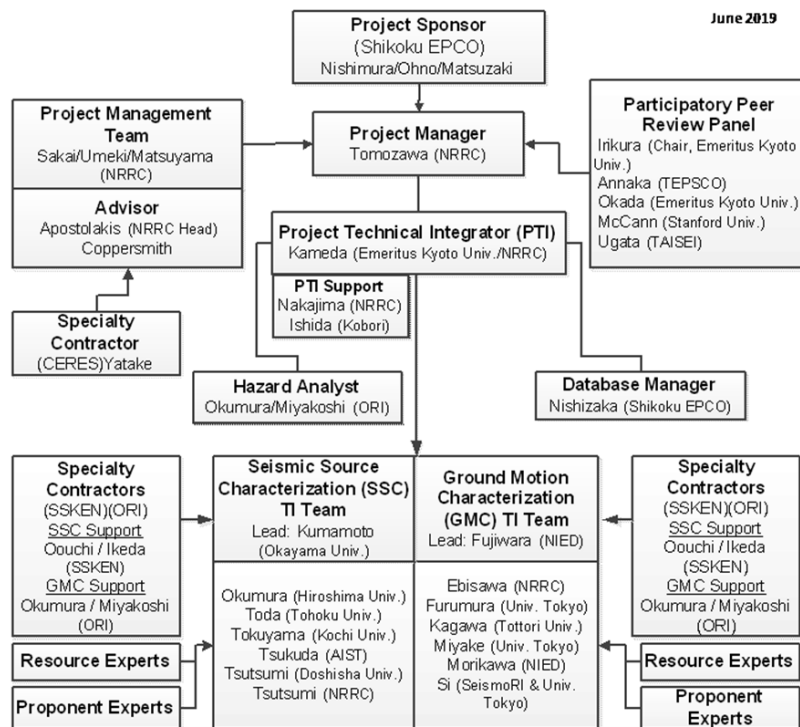 June 2019
Project Sponsor
(Shikoku EPCO)
Nishimura/Ohno/Matsuzaki
Project Management
Team
Sakai/Umeki/Matsuyama
(NRRC)
Advisor
Apostolakis (NRRC Head)
Coppersmith
Project Manager
Tomozawa (NRRC)
Participatory Peer
Review Panel
Irikura (Chair, Emeritus Kyoto
Univ.)
Annaka (TEPSCO)
Okada (Emeritus Kyoto Univ.)
McCann (Stanford Univ.)
Ugata (TAISEI)
Project Technical Integrator (PTI)
Kameda (Emeritus Kyoto Univ./NRRC)
PTI Support
Nakajima (NRRC)
Ishida (Kobori)
Specialty
Contractor
(CERES)Yatake
Hazard Analyst
Okumura/Miyakoshi (ORI)
Database Manager
Nishizaka (Shikoku EPCO)
Specialty
Contractors
(SSKEN)(ORI)
SSC Support
Oouchi / Ikeda
(SSKEN)
GMC Support
Okumura / Miyakoshi
(ORI)
Resource Experts
Proponent Experts
Seismic Source
Characterization (SSC)
TI Team
Lead: Kumamoto
(Okayama Univ.)
Okumura (Hiroshima Univ.)
Toda (Tohoku Univ.)
Tokuyama (Kochi Univ.)
Tsukuda (AIST)
Tsutsumi (Doshisha Univ.)
Tsutsumi (NRRC)
Ground Motion
Characterization
(GMC) TI Team
Lead: Fujiwara (NIED)
Ebisawa (NRRC)
Furumura (Univ. Tokyo)
Kagawa (Tottori Univ.)
Miyake (Univ. Tokyo)
Morikawa (NIED)
Si (SeismoRI & Univ.
Tokyo)
Specialty
Contractors
(SSKEN)(ORI)
SSC Support
Oouchi / Ikeda
(SSKEN)
GMC Support
Okumura / Miyakoshi
(ORI)
Resource Experts
Proponent
Experts